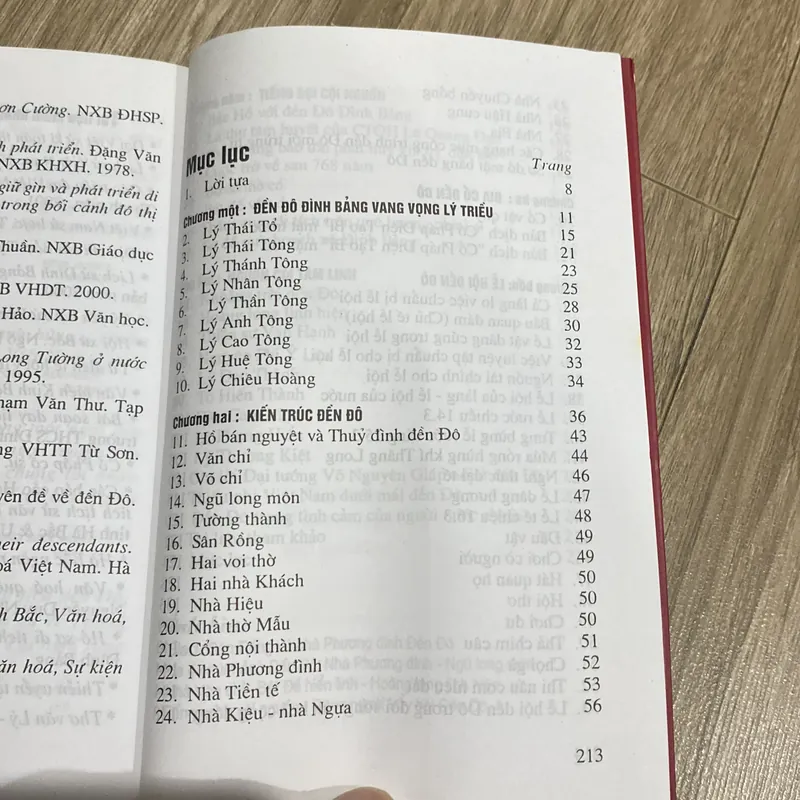 ơn Cường. NXB ĐHSP.
phát triển. Đặng Văn
NXB KHXH. 1978.
giữ gìn và phát triển di
trong bối cảnh đô thị
Thuần. NXB Giáo dục
B VHDT. 2000.
Hảo. NXB Văn học.
Long Tường ở nước
1995.
hạm Văn Thư. Tạp
g VHTT Từ Sơn.
yên đề về đền Đô.
heir descendants.
oá Việt Nam. Hà
h Bắc, Văn hoá,
ăn hoá, Sự kiện
Mục lục
Trang
1. Lời tựa 8
Chương một : ĐỀN ĐÔ ĐÌNH BẢNG VANG VỌNG LÝ TRIỀU 11
2. Lý Thái Tổ 15
3. Lý Thái Tông 21
4. Lý Thánh Tông 23
5. Lý Nhân Tông 25
6. Lý Thần Tông 28
7. Lý Anh Tông 30
8. Lý Cao Tông 32
9. Lý Huệ Tông 33
10. Lý Chiêu Hoàng 34
Chương hai : KIẾN TRÚC ĐỀN ĐÔ 36
11. Hồ bán nguyệt và Thuỷ đình đền Đô 43
12. Văn chỉ 44
13. Võ chỉ 46
14. Ngũ long môn 47
15. Tường thành 48
16. Sân Rồng 49
17. Hai voi thờ 49
18. Hai nhà Khách 50
19. Nhà Hiệu 50
20. Nhà thờ Mẫu 50
21. Cổng nội thành 51
22. Nhà Phương đình 52
23. Nhà Tiền tế 53
24. Nhà Kiệu - nhà Ngựa 56
213